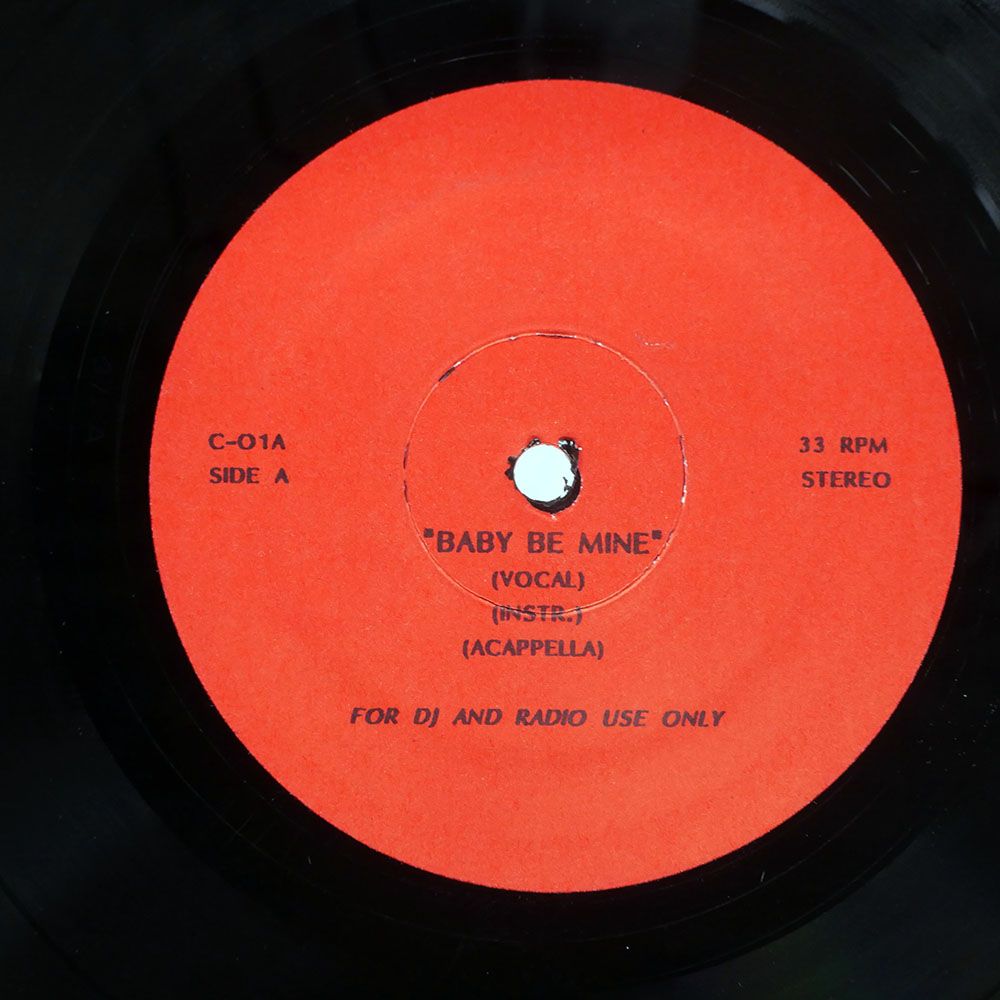 C-01A
SIDE A
33 RPM
STEREO
"BABY BE MINE"
(VOCAL)
(INSTR.)
(ACAPPELLA)
FOR DJ AND RADIO USE ONLY